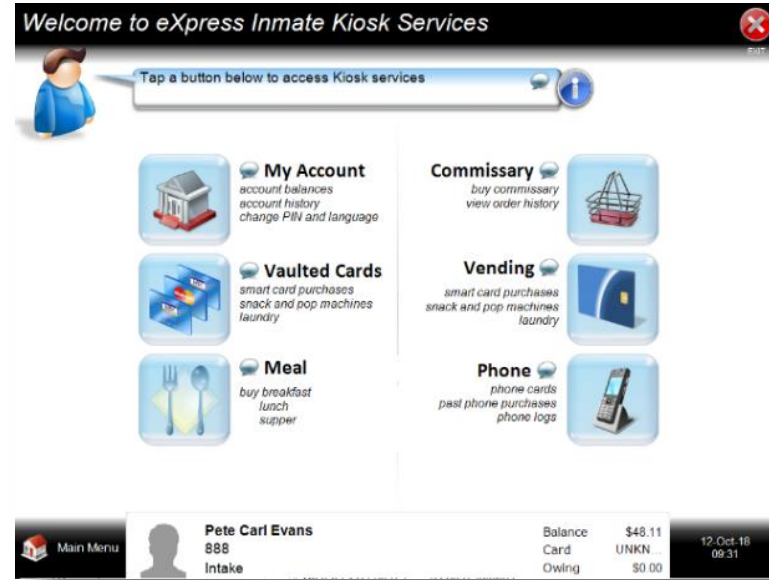 Welcome to eXpress Inmate Kiosk Services
EXIT
Tap a button below to access Kiosk services
My Account
account balances
account history
change PIN and language
Commissary
buy commissary
view order history
Vaulted Cards
smart card purchases
snack and pop machines
laundry
Vending
smart card purchases
snack and pop machines
laundry
Meal
buy breakfast
lunch
supper
Phone
phone cards
past phone purchases
phone logs
Main Menu
Pete Carl Evans
888
Intake
Balance $48.11
Card UNKN...
Owing $0.00
12-Oct-18
09:31